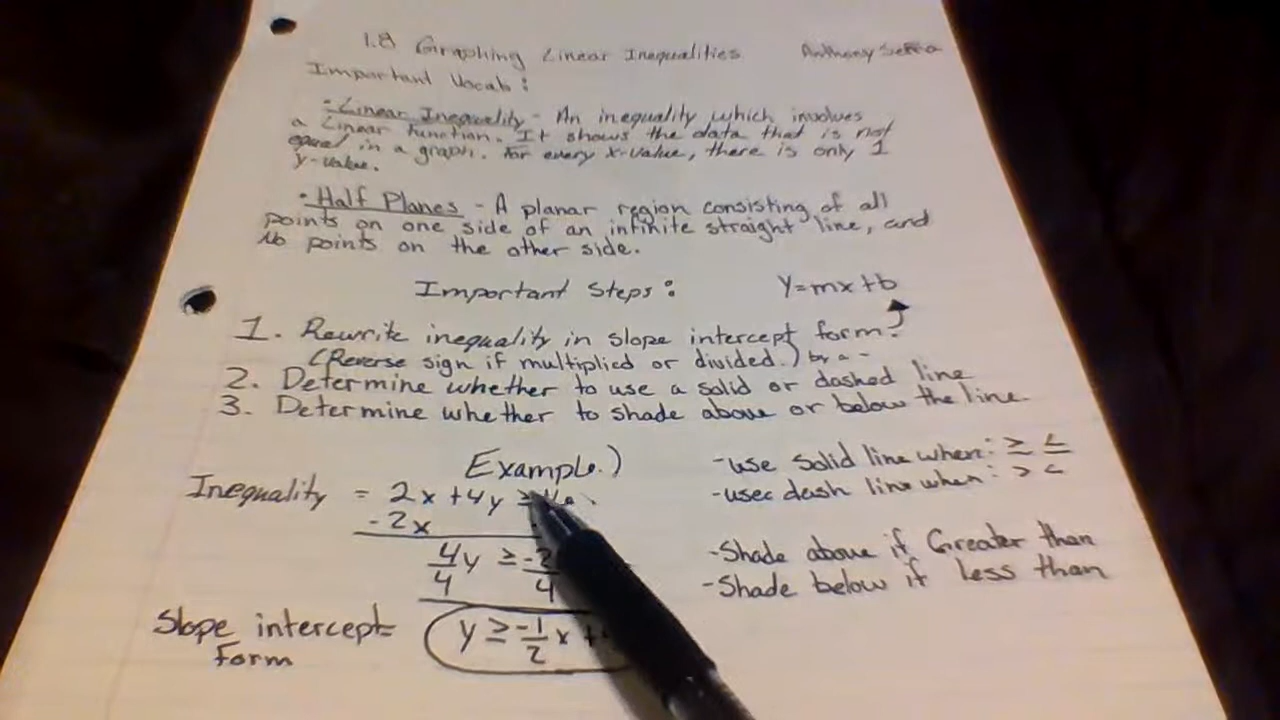 1.8 Graphing Linear Inequalities Anthony
Important Vocab:
• Linear Inequality - An inequality which involves
a Linear function. It shows the data that is not
equal in a graph. For every x-value, there is only 1
y-value.
• Half Planes - A planar region consisting of all
points on one side of an infinite straight line, and
No points on the other side.
Important Steps: y=mx+b
1. Rewrite inequality in slope intercept form?
(Reverse sign if multiplied or divided.) by a -
2. Determine whether to use a solid or dashed line
3. Determine whether to shade above or below the line.
Example.)
Inequality = 2x +4y ≥
-2x
4y/4 ≥ -2/4
Slope intercept= y ≥ -1/2 x +
form
-use solid line when: ≥ ≤
-used dash line when: > <
-Shade above if Greater than
-Shade below if less than